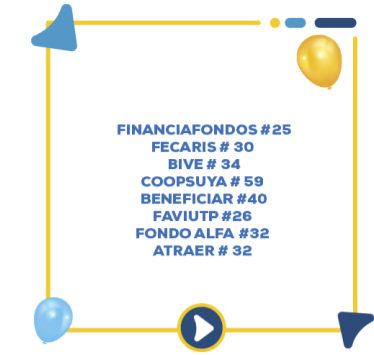 FINANCIAFONDOS #25
FECARIS # 30
BIVE # 34
COOPSUYA # 59
BENEFICIAR #40
FAVIUTP #26
FONDO ALFA #32
ATRAER # 32